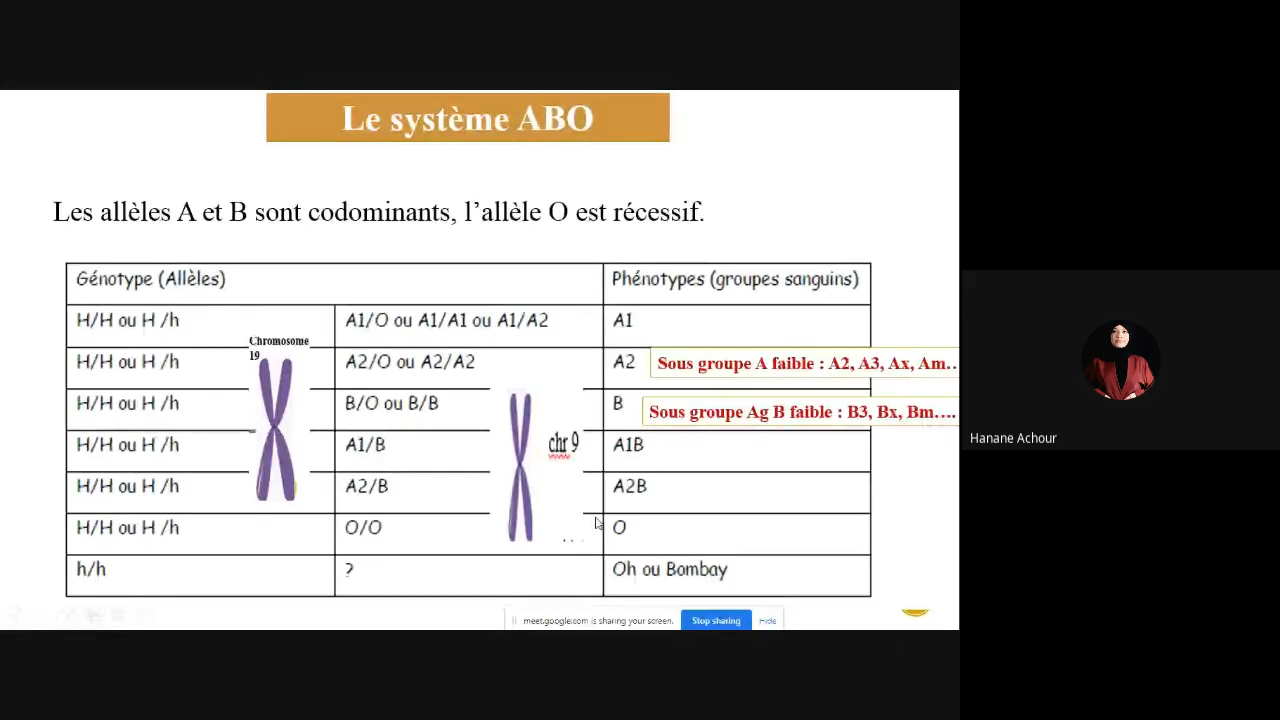 Le système ABO
Les allèles A et B sont codominants, l'allèle O est récessif.
Génotype (Allèles) Phénotypes (groupes sanguins)
H/H ou H /h A1/O ou A1/A1 ou A1/A2 A1
Chromosome
19
H/H ou H /h A2/O ou A2/A2 A2 Sous groupe A faible : A2, A3, Ax, Am..
H/H ou H /h B/O ou B/B B Sous groupe Ag B faible : B3, Bx, Bm….
H/H ou H /h A1/B chr 9 A1B
H/H ou H /h A2/B A2B
H/H ou H /h O/O O
h/h ? Oh ou Bombay
meet.google.com is sharing your screen. Stop sharing Hide
Hanane Achour